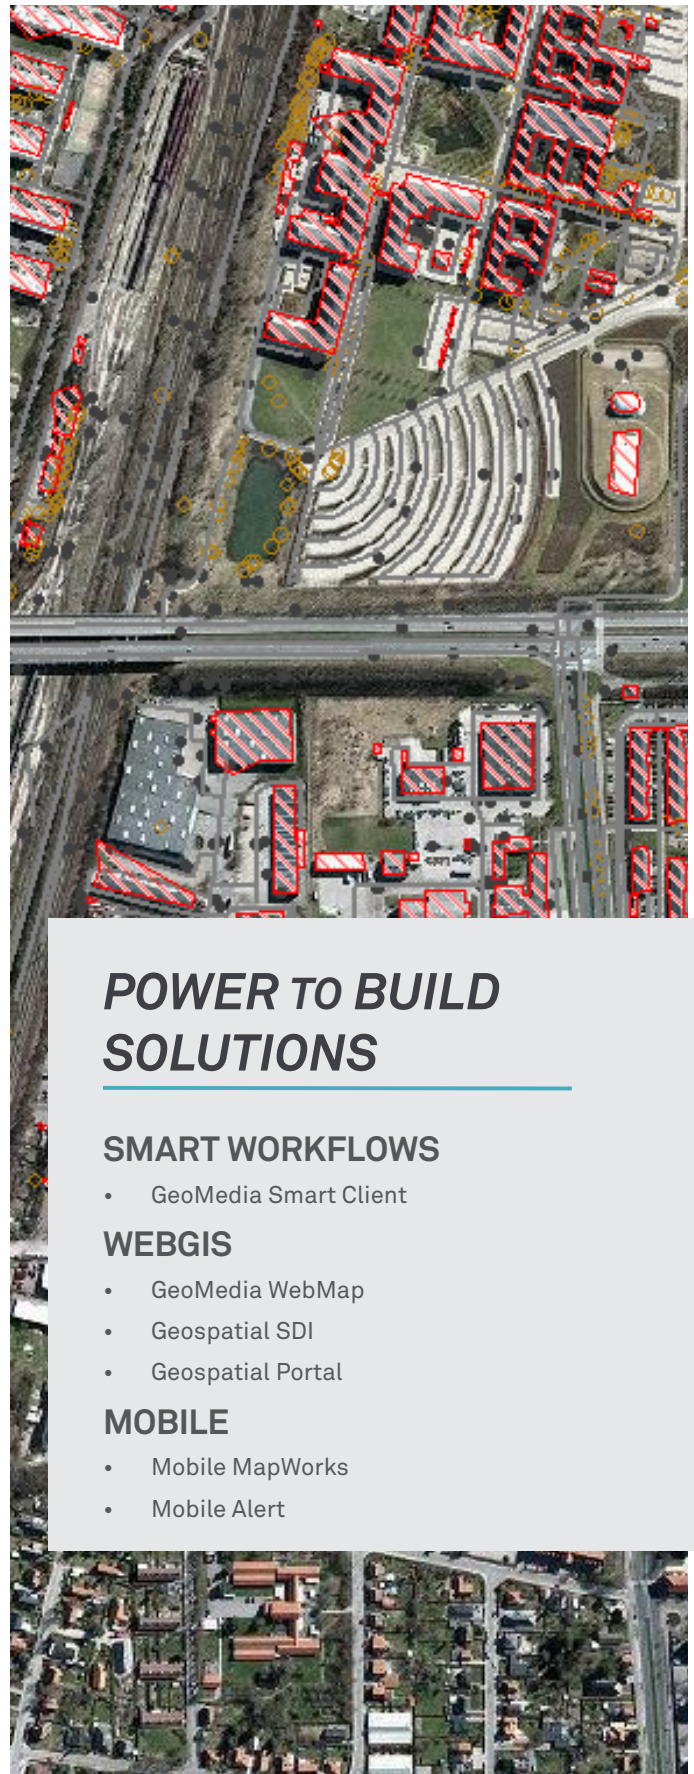 POWER TO BUILD
SOLUTIONS
SMART WORKFLOWS
• GeoMedia Smart Client
WEBGIS
• GeoMedia WebMap
• Geospatial SDI
• Geospatial Portal
MOBILE
• Mobile MapWorks
• Mobile Alert